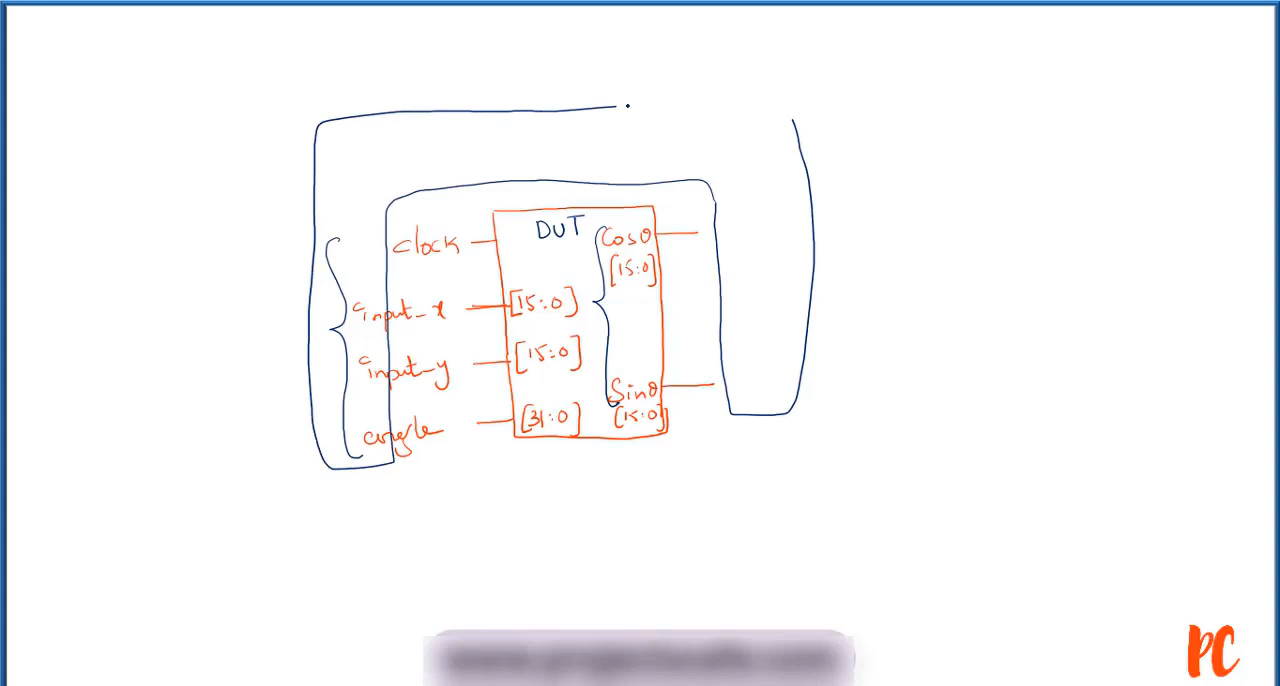 DUT
clock
Cosθ
[15:0]
input_x
[15:0]
input_y
[15:0]
Sinθ
angle
[31:0]
[15:0]
PC